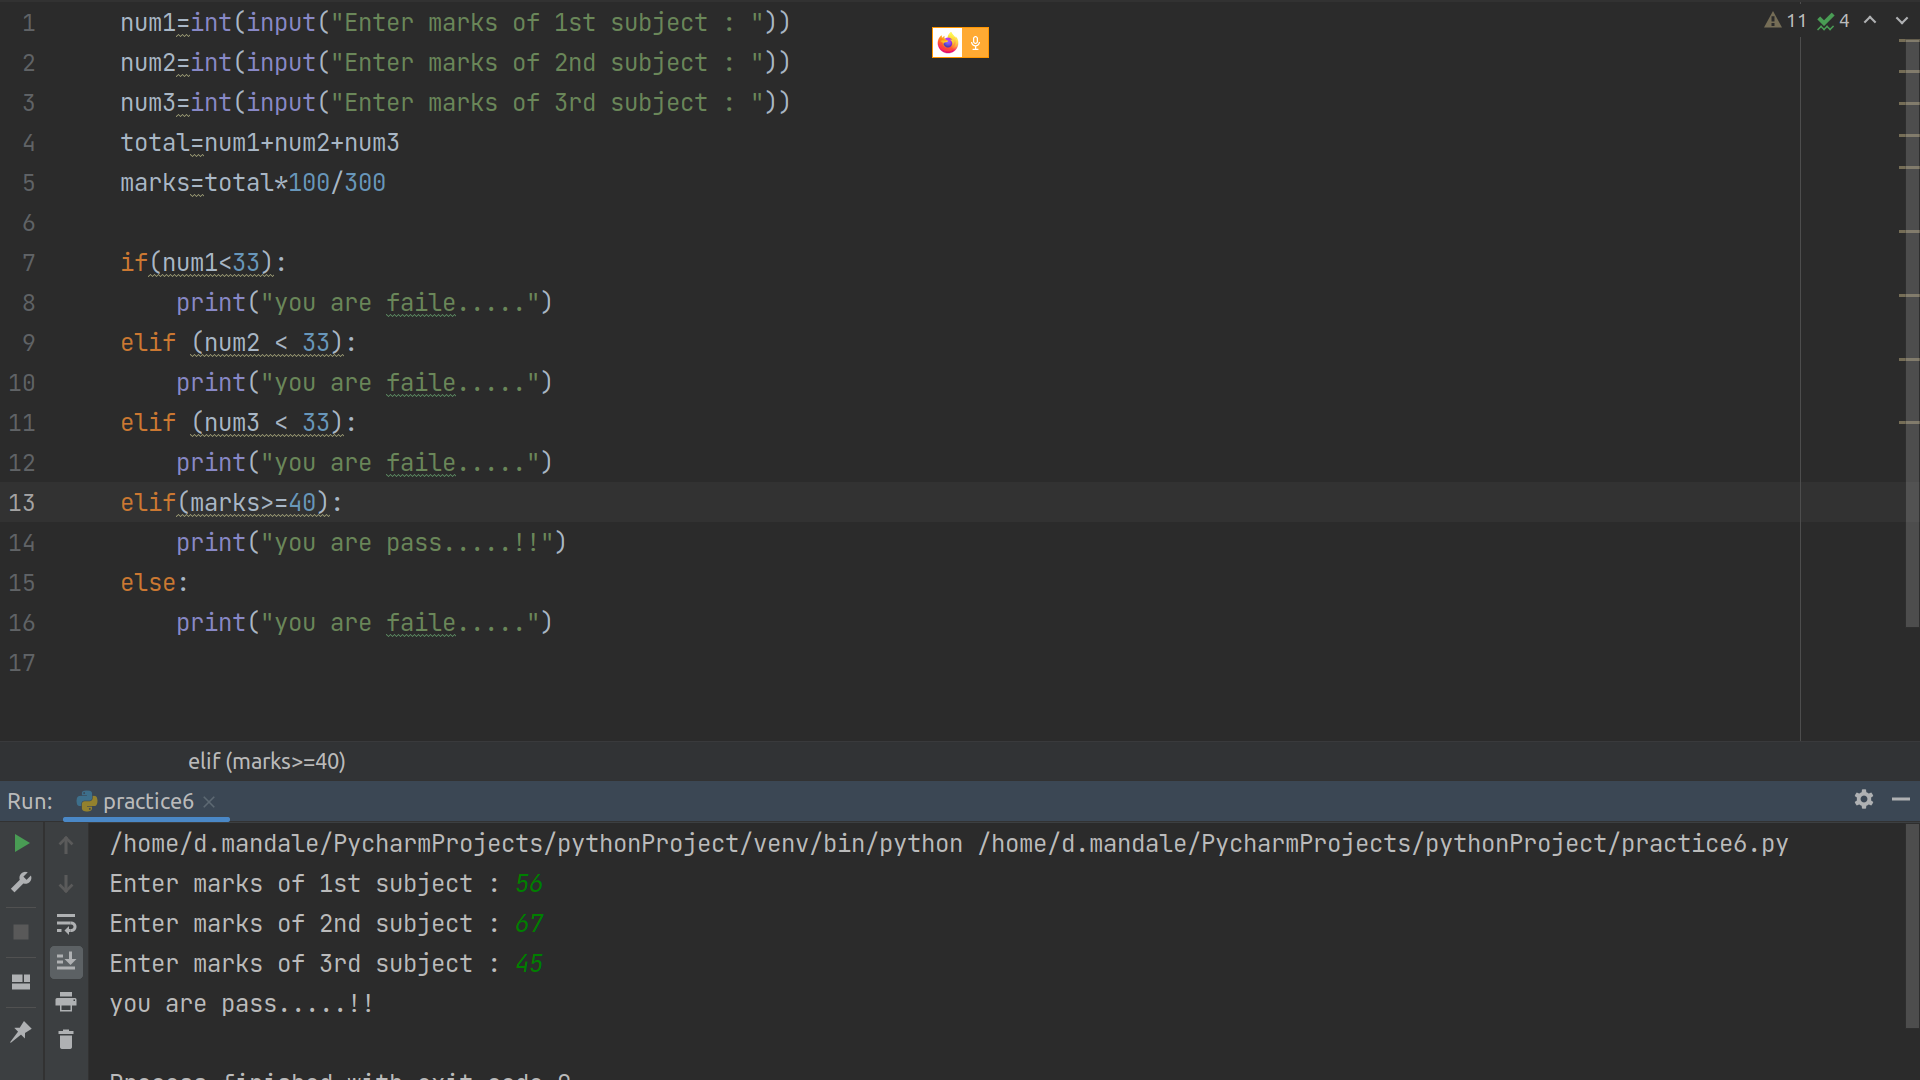 1 num1=int(input("Enter marks of 1st subject : "))
2 num2=int(input("Enter marks of 2nd subject : "))
3 num3=int(input("Enter marks of 3rd subject : "))
4 total=num1+num2+num3
5 marks=total*100/300
6
7 if(num1<33):
8     print("you are faile.....")
9 elif (num2 < 33):
10     print("you are faile.....")
11 elif (num3 < 33):
12     print("you are faile.....")
13 elif(marks>=40):
14     print("you are pass.....!!")
15 else:
16     print("you are faile.....")
17
11 4
elif (marks>=40)
Run: practice6
/home/d.mandale/PycharmProjects/pythonProject/venv/bin/python /home/d.mandale/PycharmProjects/pythonProject/practice6.py
Enter marks of 1st subject : 56
Enter marks of 2nd subject : 67
Enter marks of 3rd subject : 45
you are pass.....!!
Process finished with exit code 0